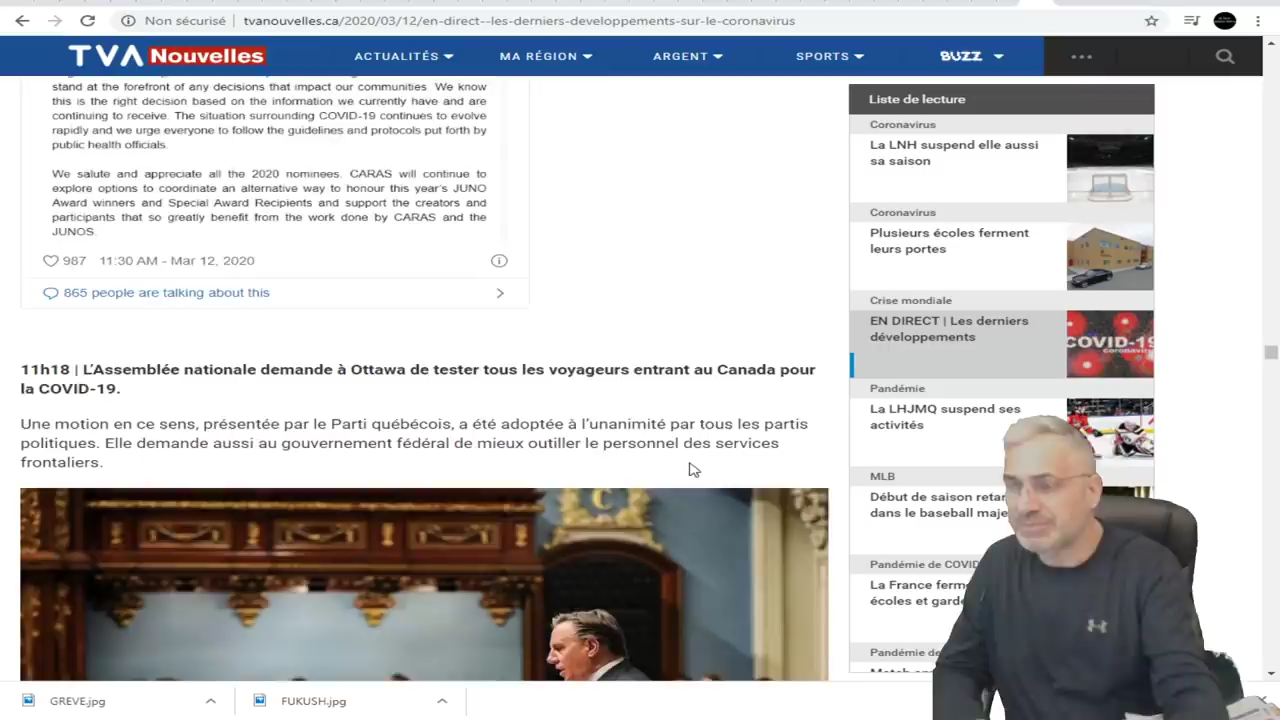 Non sécurisé | tvanouvelles.ca/2020/03/12/en-direct--les-derniers-developpements-sur-le-coronavirus
TVA Nouvelles
ACTUALITÉS
MA RÉGION
ARGENT
SPORTS
BUZZ
stand at the forefront of any decisions that impact our communities. We know
this is the right decision based on the information we currently have and are
continuing to receive. The situation surrounding COVID-19 continues to evolve
rapidly and we urge everyone to follow the guidelines and protocols put forth by
public health officials.
We salute and appreciate all the 2020 nominees. CARAS will continue to
explore options to coordinate an alternative way to honour this year's JUNO
Award winners and Special Award Recipients and support the creators and
participants that so greatly benefit from the work done by CARAS and the
JUNOS.
987 11:30 AM - Mar 12, 2020
865 people are talking about this
11h18 | L'Assemblée nationale demande à Ottawa de tester tous les voyageurs entrant au Canada pour
la COVID-19.
Une motion en ce sens, présentée par le Parti québécois, a été adoptée à l'unanimité par tous les partis
politiques. Elle demande aussi au gouvernement fédéral de mieux outiller le personnel des services
frontaliers.
C
Liste de lecture
Coronavirus
La LNH suspend elle aussi
sa saison
Coronavirus
Plusieurs écoles ferment
leurs portes
Crise mondiale
EN DIRECT | Les derniers
développements
COVID-19
coronavirus
Pandémie
La LHJMQ suspend ses
activités
MLB
Début de saison
dans le baseball
Pandémie de
La France
écoles et
Pandémie de
GREVE.jpg
FUKUSH.jpg